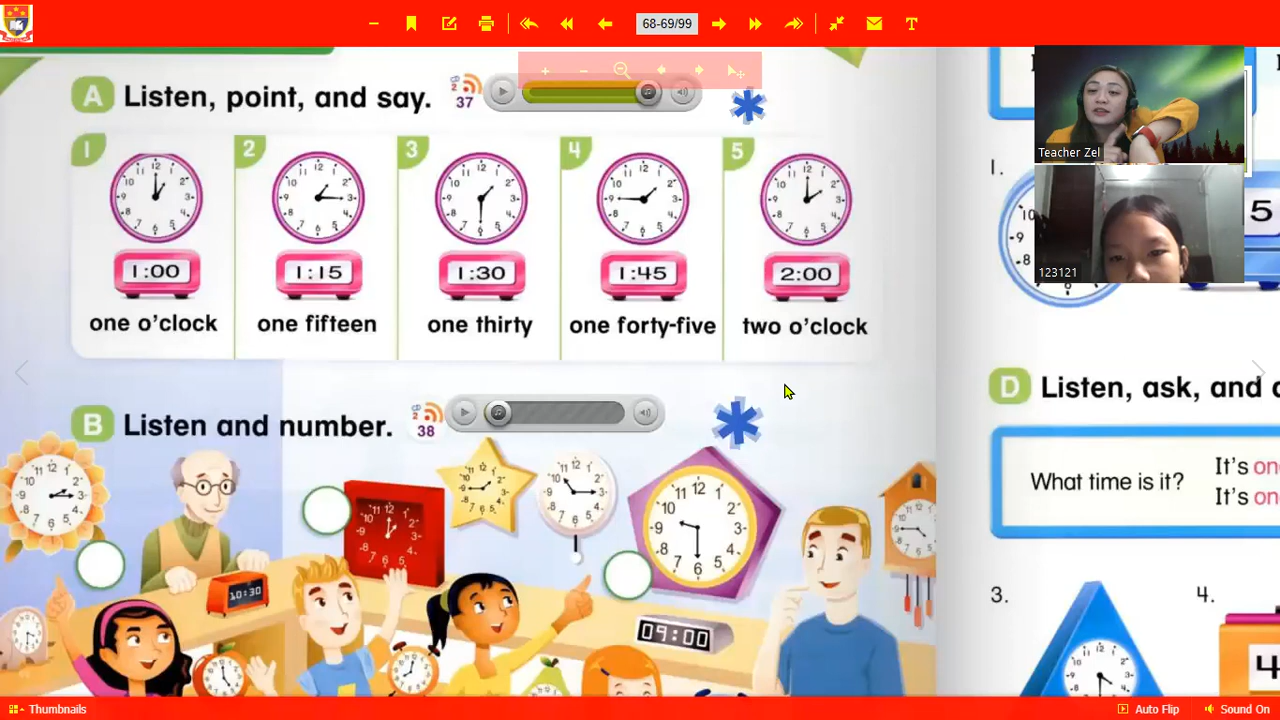 68-69/99
A Listen, point, and say.
CD 2 37
1 2 3 4 5
1:00 1:15 1:30 1:45 2:00
one o'clock one fifteen one thirty one forty-five two o'clock
B Listen and number.
38
10:30
09:00
Teacher Zel
123121
1.
5
D Listen, ask, and
What time is it? It's
It's
3. 4.
4
Thumbnails Auto Flip Sound On